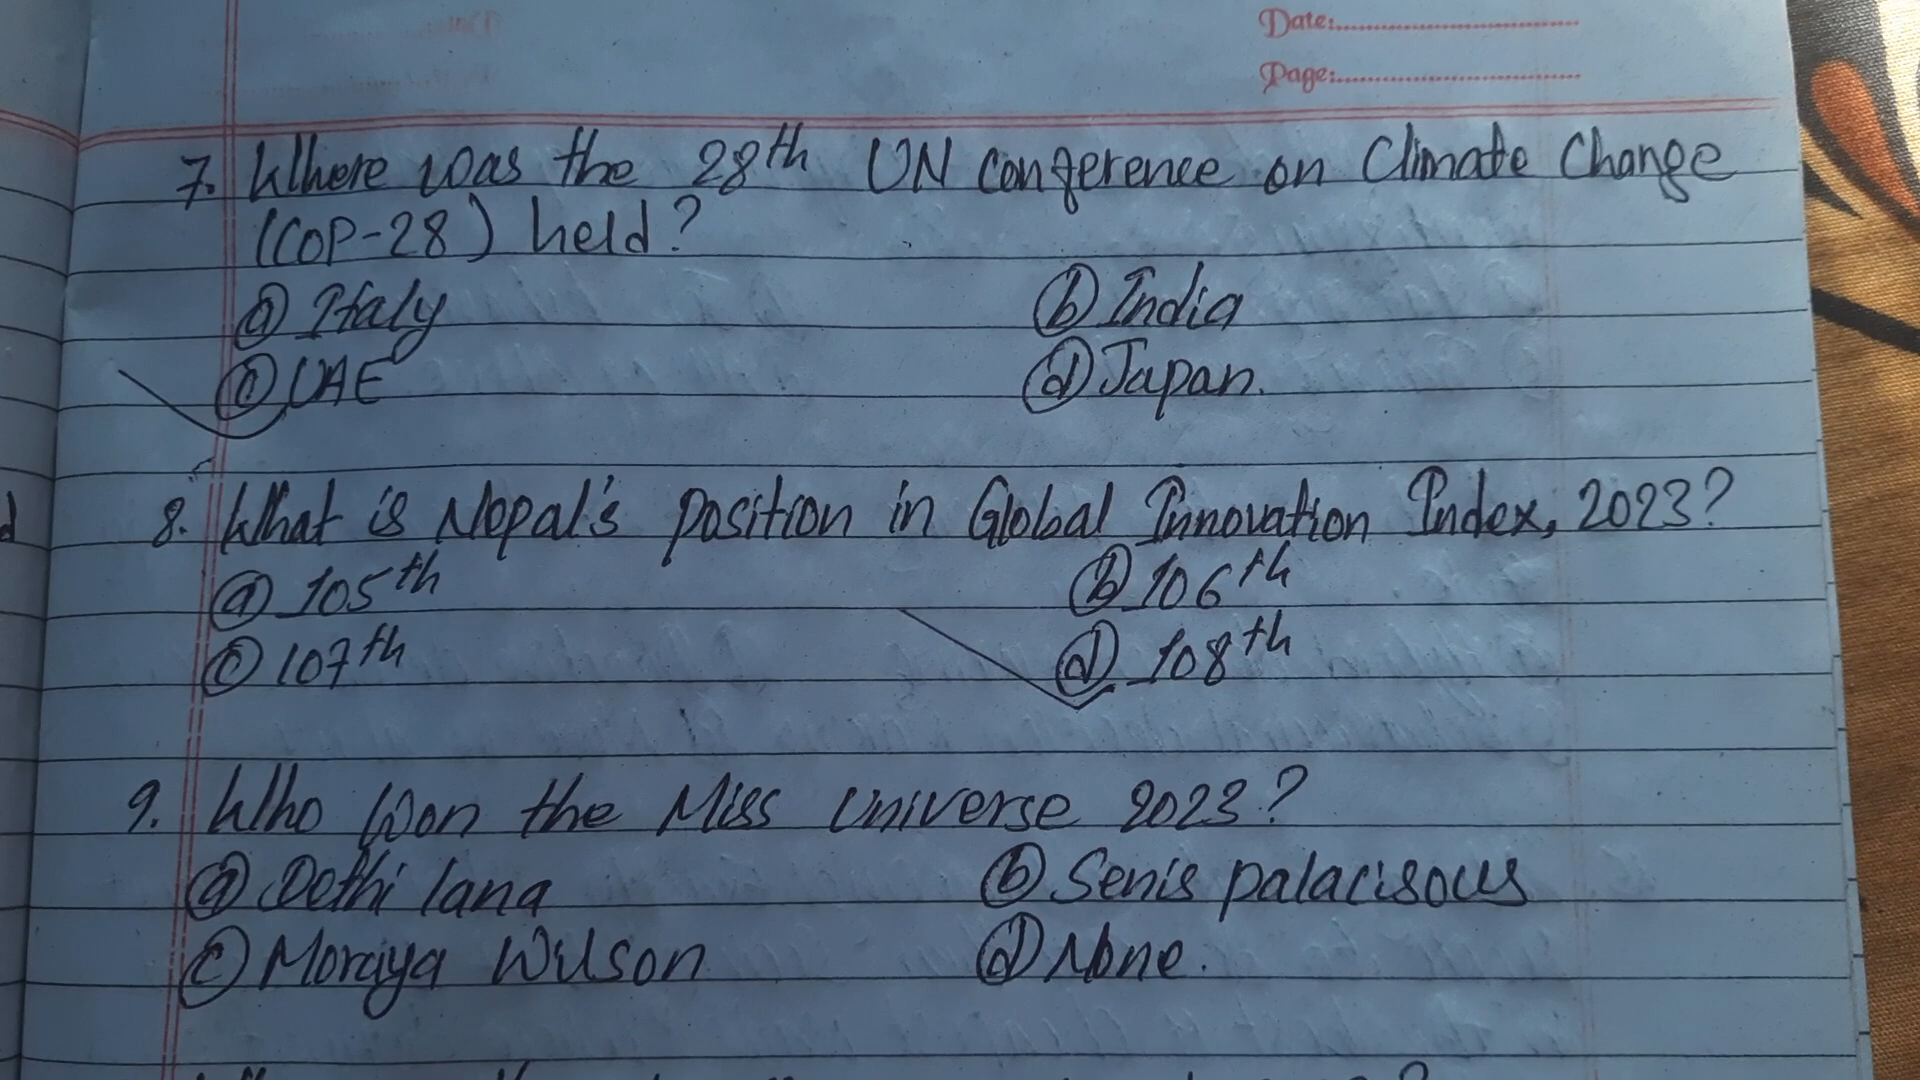 Date:
Page:
7. Where was the 28th UN Conference on Climate Change
(COP-28) held?
ⓐ Italy ⓑ India
ⓒ UAE ⓓ Japan.
8. What is Nepal's position in Global Innovation Index, 2023?
ⓐ 105th ⓑ 106th
ⓒ 107th ⓓ 108th
9. Who won the Miss Universe 2023?
ⓐ Dethi lana ⓑ Senis palacisous
ⓒ Moraya Wilson ⓓ None.